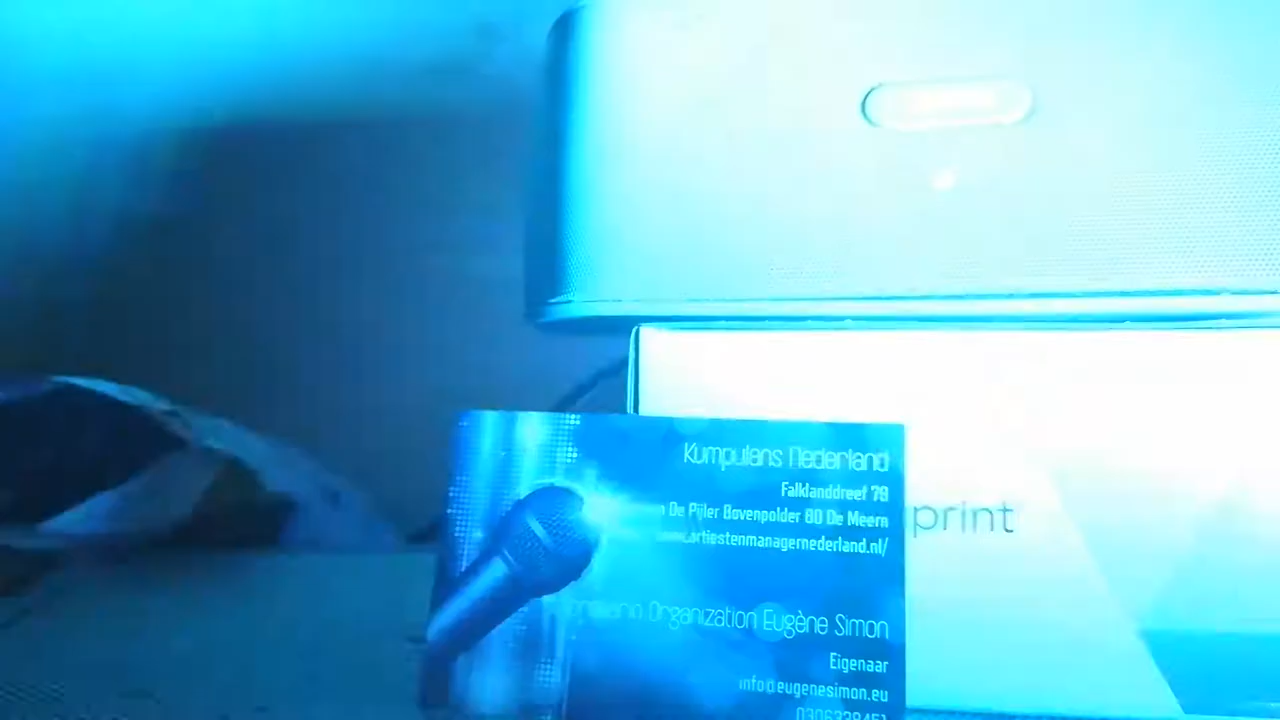 Kumpulans Nederland
Falklanddreef 79
De Pijler Bovenpolder 80 De Meern
artiestenmanagernederland.nl/
Organization Eugène Simon
Eigenaar
info@eugenesimon.eu
print